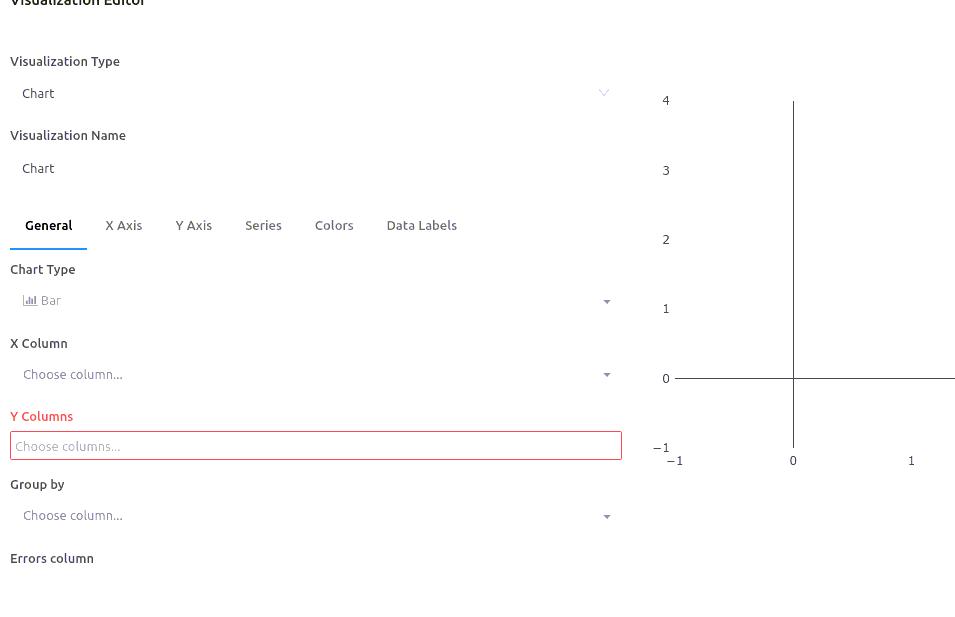 Visualization Editor
Visualization Type
Chart
Visualization Name
Chart
General X Axis Y Axis Series Colors Data Labels
Chart Type
Bar
X Column
Choose column...
Y Columns
Choose columns...
Group by
Choose column...
Errors column
4
3
2
1
0
−1
−1 0 1